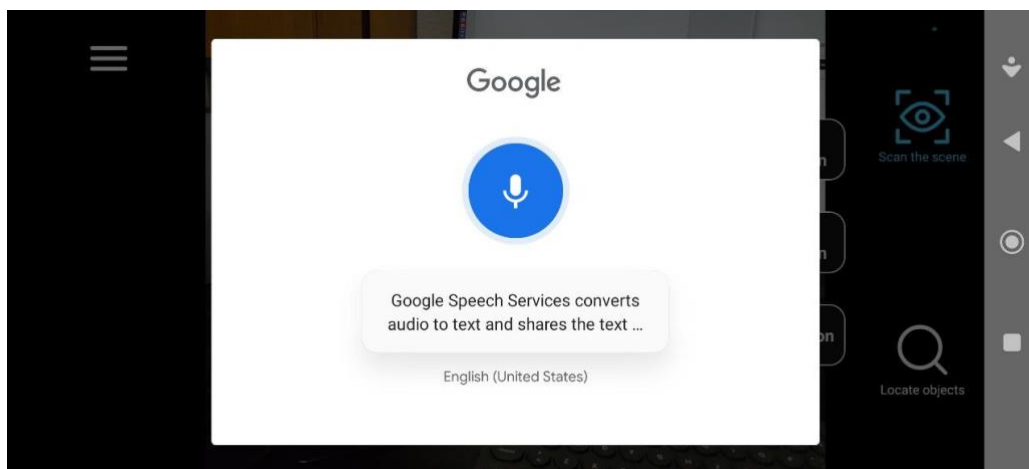 Google
Google Speech Services converts
audio to text and shares the text ...
English (United States)
Scan the scene
Locate objects